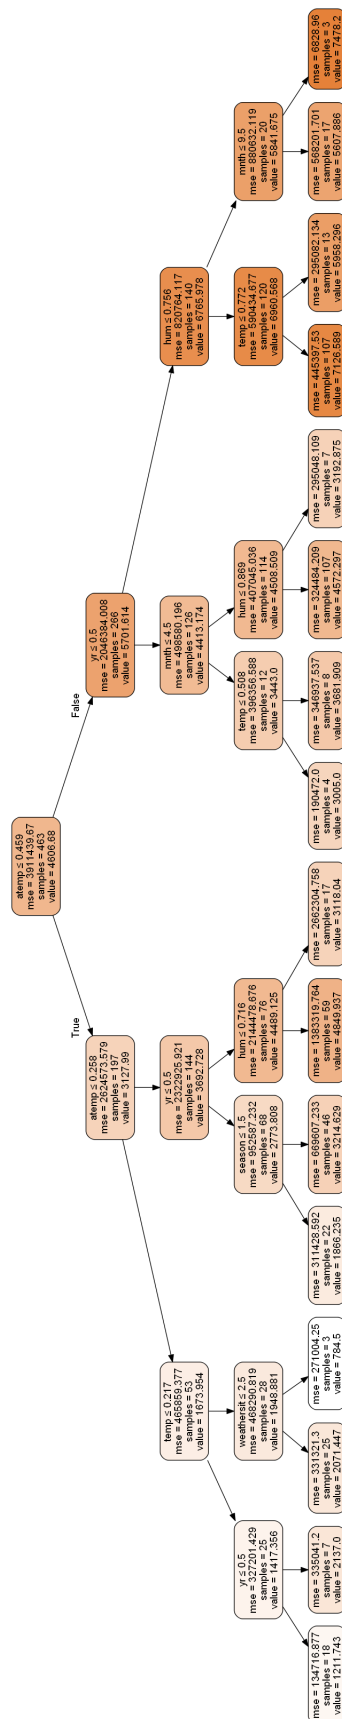 atemp ≤ 0.459
mse = 3911439.67
samples = 463
value = 4606.68
True
False
atemp ≤ 0.258
mse = 2624573.579
samples = 197
value = 3127.99
yr ≤ 0.5
mse = 2046384.008
samples = 266
value = 5701.614
temp ≤ 0.217
mse = 465859.377
samples = 53
value = 1673.954
yr ≤ 0.5
mse = 2322925.921
samples = 144
value = 3692.728
mnth ≤ 4.5
mse = 496580.196
samples = 126
value = 4413.174
hum ≤ 0.756
mse = 820764.117
samples = 140
value = 6765.978
yr ≤ 0.5
mse = 327201.429
samples = 25
value = 1417.356
weathersit ≤ 2.5
mse = 468290.819
samples = 28
value = 1948.881
season ≤ 1.5
mse = 952587.232
samples = 68
value = 2773.808
hum ≤ 0.716
mse = 2144478.676
samples = 76
value = 4489.125
temp ≤ 0.508
mse = 396356.588
samples = 12
value = 3443.0
hum ≤ 0.869
mse = 407045.036
samples = 114
value = 4508.509
temp ≤ 0.772
mse = 590434.677
samples = 120
value = 6960.568
mnth ≤ 9.5
mse = 880632.119
samples = 20
value = 5841.675
mse = 134716.877
samples = 18
value = 1211.743
mse = 335041.2
samples = 7
value = 2137.0
mse = 331321.3
samples = 25
value = 2071.447
mse = 271004.25
samples = 3
value = 784.5
mse = 311428.592
samples = 22
value = 1866.235
mse = 669607.233
samples = 46
value = 3214.629
mse = 1383319.764
samples = 59
value = 4849.937
mse = 2662304.758
samples = 17
value = 3118.04
mse = 190472.0
samples = 4
value = 3005.0
mse = 346937.537
samples = 8
value = 3681.909
mse = 324484.209
samples = 107
value = 4572.297
mse = 295048.109
samples = 7
value = 3192.875
mse = 445397.53
samples = 107
value = 7126.589
mse = 295082.134
samples = 13
value = 5958.296
mse = 568201.701
samples = 17
value = 5607.886
mse = 6828.96
samples = 3
value = 7478.2